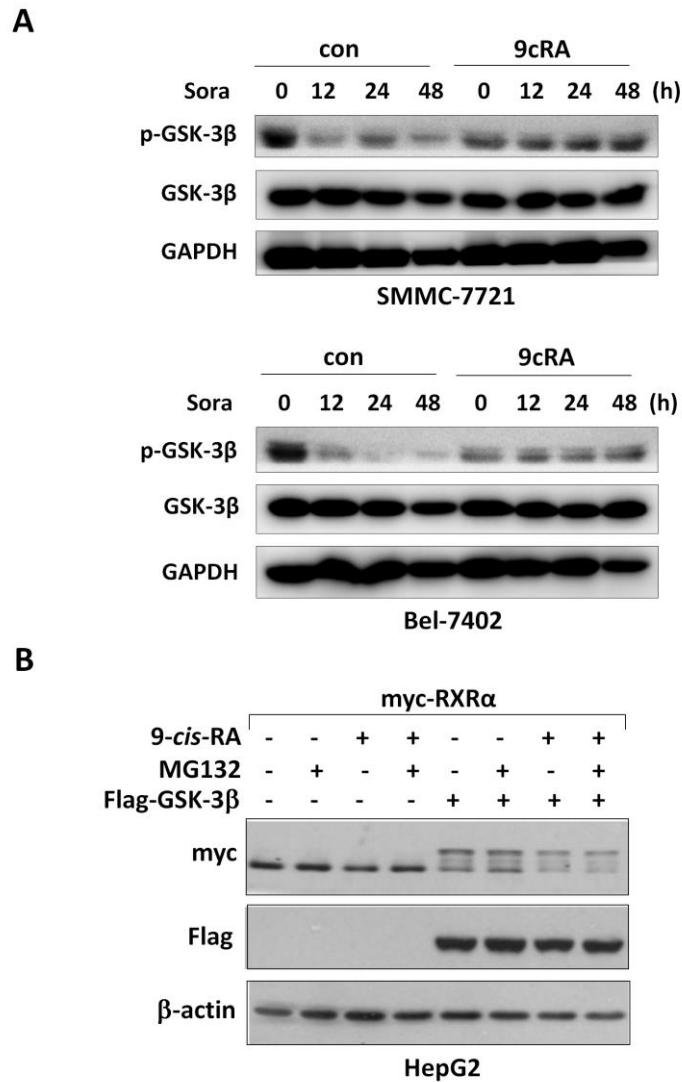 A
con 9cRA
Sora 0 12 24 48 0 12 24 48 (h)
p-GSK-3β
GSK-3β
GAPDH
SMMC-7721
con 9cRA
Sora 0 12 24 48 0 12 24 48 (h)
p-GSK-3β
GSK-3β
GAPDH
Bel-7402
B
myc-RXRα
9-cis-RA - - + + - - + +
MG132 - + - + - + - +
Flag-GSK-3β - - - - + + + +
myc
Flag
β-actin
HepG2